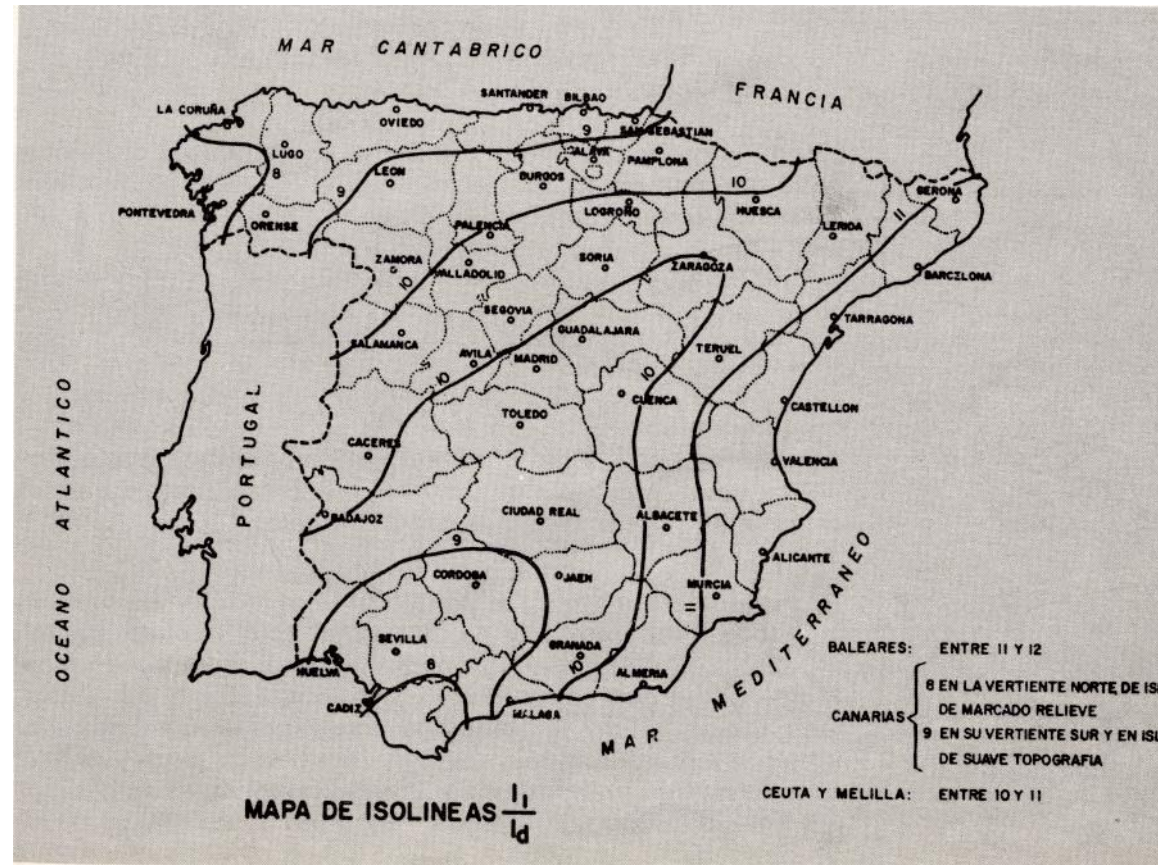 MAR CANTABRICO
FRANCIA
LA CORUÑA
OVIEDO
SANTANDER
BILBAO
SAN SEBASTIAN
LUGO
8
9
LEON
9
ALAVA
PAMPLONA
BURGOS
10
PONTEVEDRA
ORENSE
LOGROÑO
HUESCA
GERONA
11
PALENCIA
LERIDA
ZAMORA
VALLADOLID
SORIA
ZARAGOZA
BARCELONA
10
SEGOVIA
TARRAGONA
SALAMANCA
GUADALAJARA
AVILA
MADRID
TERUEL
10
10
CUENCA
CASTELLON
TOLEDO
CACERES
VALENCIA
OCEANO ATLANTICO
PORTUGAL
BADAJOZ
CIUDAD REAL
ALBACETE
9
ALICANTE
CORDOBA
JAEN
MURCIA
11
SEVILLA
GRANADA
HUELVA
8
10
ALMERIA
CADIZ
MALAGA
MAR MEDITERRANEO
BALEARES: ENTRE 11 Y 12
CANARIAS
8 EN LA VERTIENTE NORTE DE IS
DE MARCADO RELIEVE
9 EN SU VERTIENTE SUR Y EN ISL
DE SUAVE TOPOGRAFIA
CEUTA Y MELILLA: ENTRE 10 Y 11
MAPA DE ISOLINEAS I1/Id